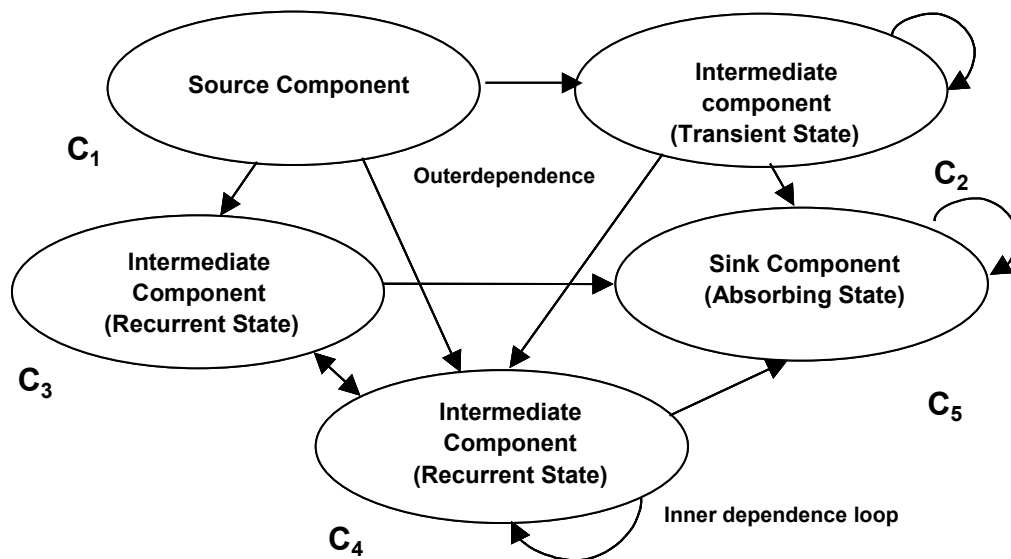 Source Component
C1
Intermediate
component
(Transient State)
C2
Outerdependence
Intermediate
Component
(Recurrent State)
C3
Sink Component
(Absorbing State)
C5
Intermediate
Component
(Recurrent State)
C4
Inner dependence loop